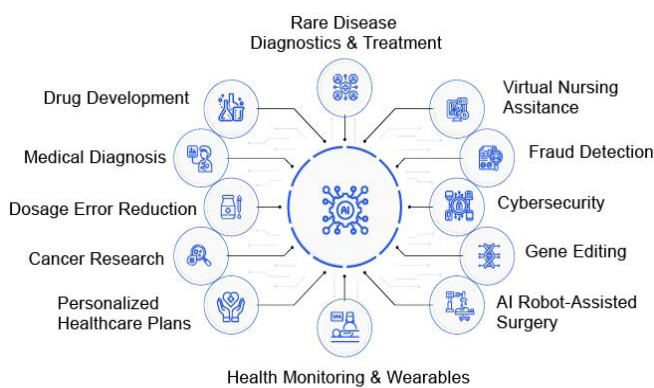 Rare Disease
Diagnostics & Treatment
Drug Development
Virtual Nursing
Assitance
Medical Diagnosis
Fraud Detection
Dosage Error Reduction
AI
Cybersecurity
Cancer Research
Gene Editing
Personalized
Healthcare Plans
AI Robot-Assisted
Surgery
Health Monitoring & Wearables